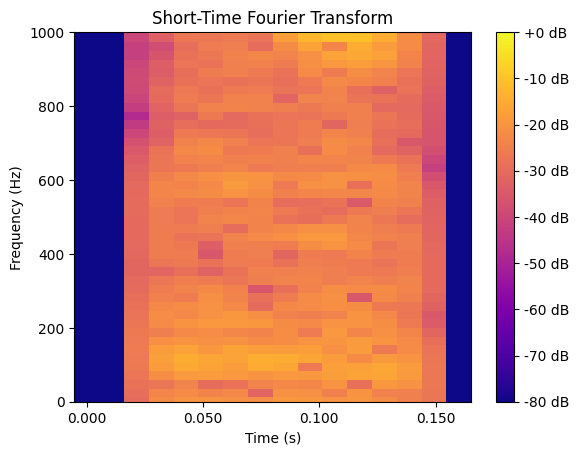 Short-Time Fourier Transform
Frequency (Hz)
1000
800
600
400
200
0
0.000 0.050 0.100 0.150
Time (s)
+0 dB
-10 dB
-20 dB
-30 dB
-40 dB
-50 dB
-60 dB
-70 dB
-80 dB